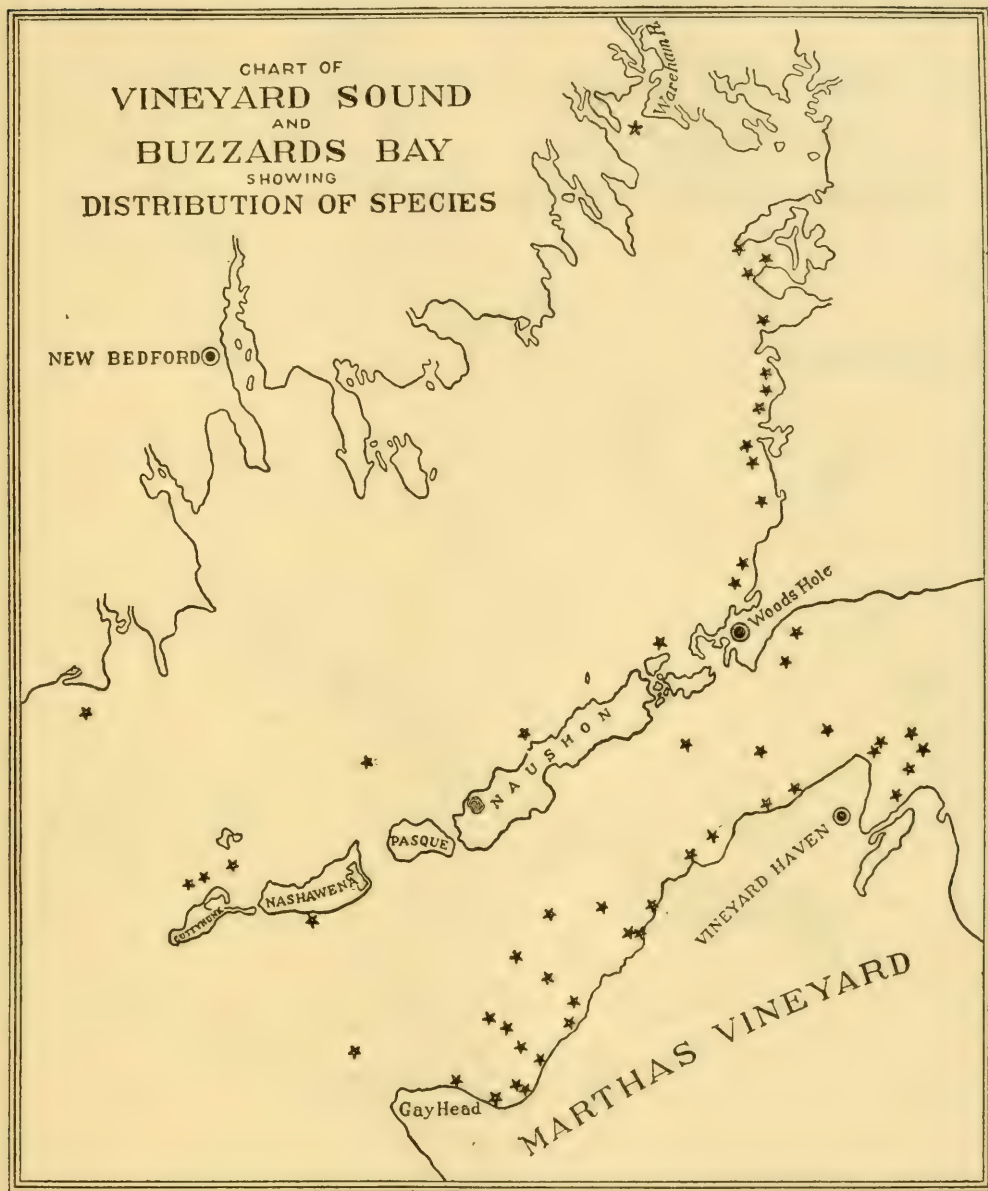 CHART OF
VINEYARD SOUND
AND
BUZZARDS BAY
SHOWING
DISTRIBUTION OF SPECIES
Wareham R.
NEW BEDFORD
Woods Hole
NAUSHON
PASQUE
NASHAWENA
CUTTYHUNK
VINEYARD HAVEN
MARTHAS VINEYARD
Gay Head